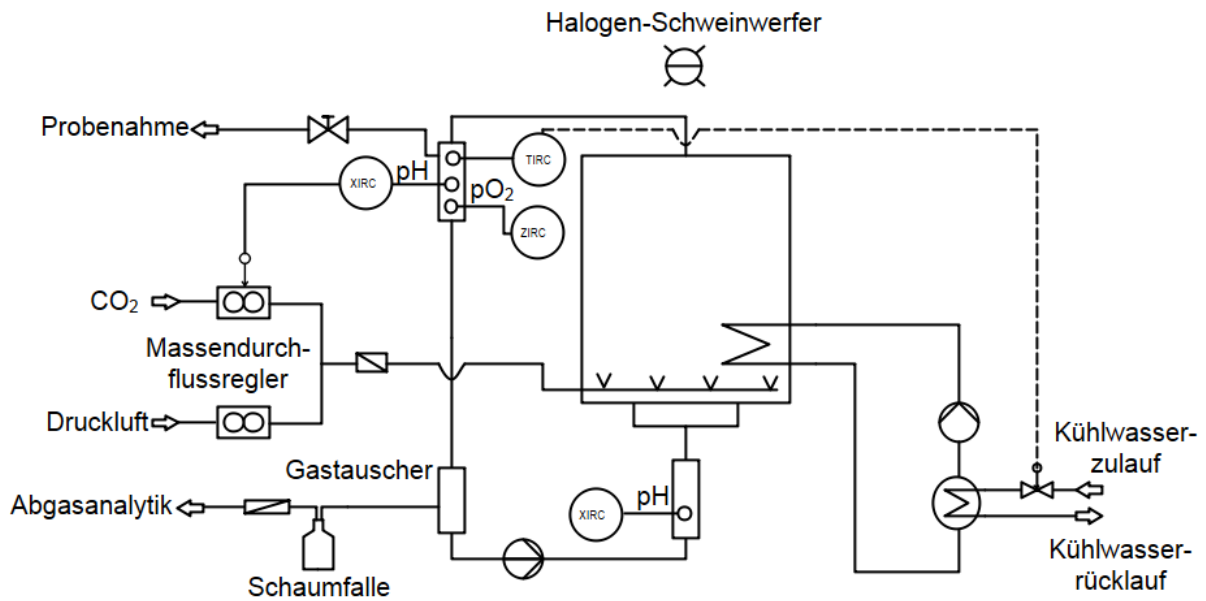 Halogen-Schweinwerfer
Probenahme
TIRC
XIRC
pH
pO₂
ZIRC
CO₂
Massendurch-
flussregler
Druckluft
Gastauscher
Kühlwasser-
zulauf
Abgasanalytik
XIRC
pH
Schaumfalle
Kühlwasser-
rücklauf